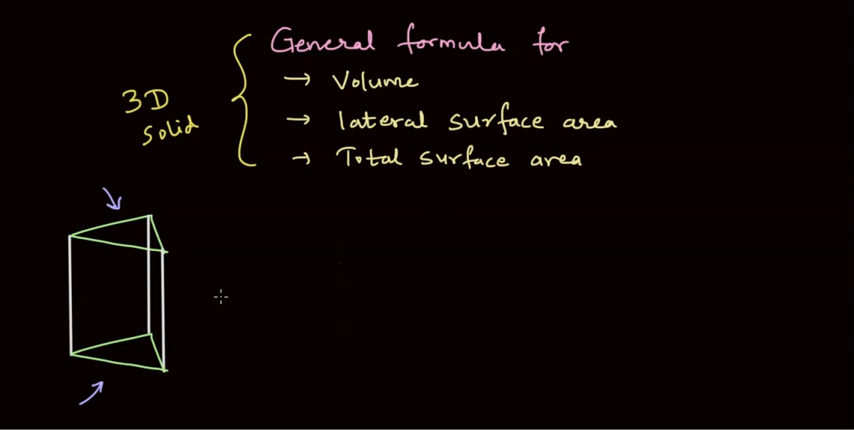 General formula for
→ Volume
3D
→ lateral surface area
solid
→ Total surface area